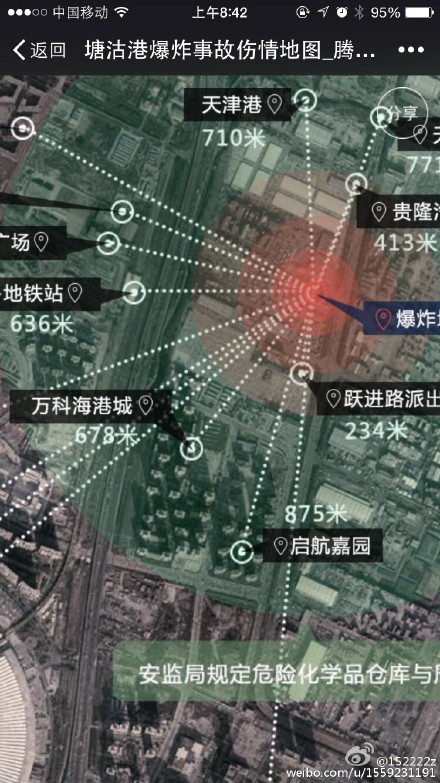 中国移动 上午8:42 95%
返回 塘沽港爆炸事故伤情地图_腾...
天津港
710米
分享
天
771
贵隆
413米
广场
地铁站
636米
爆炸
万科海港城
678米
跃进路派出
234米
875米
启航嘉园
安监局规定危险化学品仓库与
@152222z
weibo.com/u/1559231191